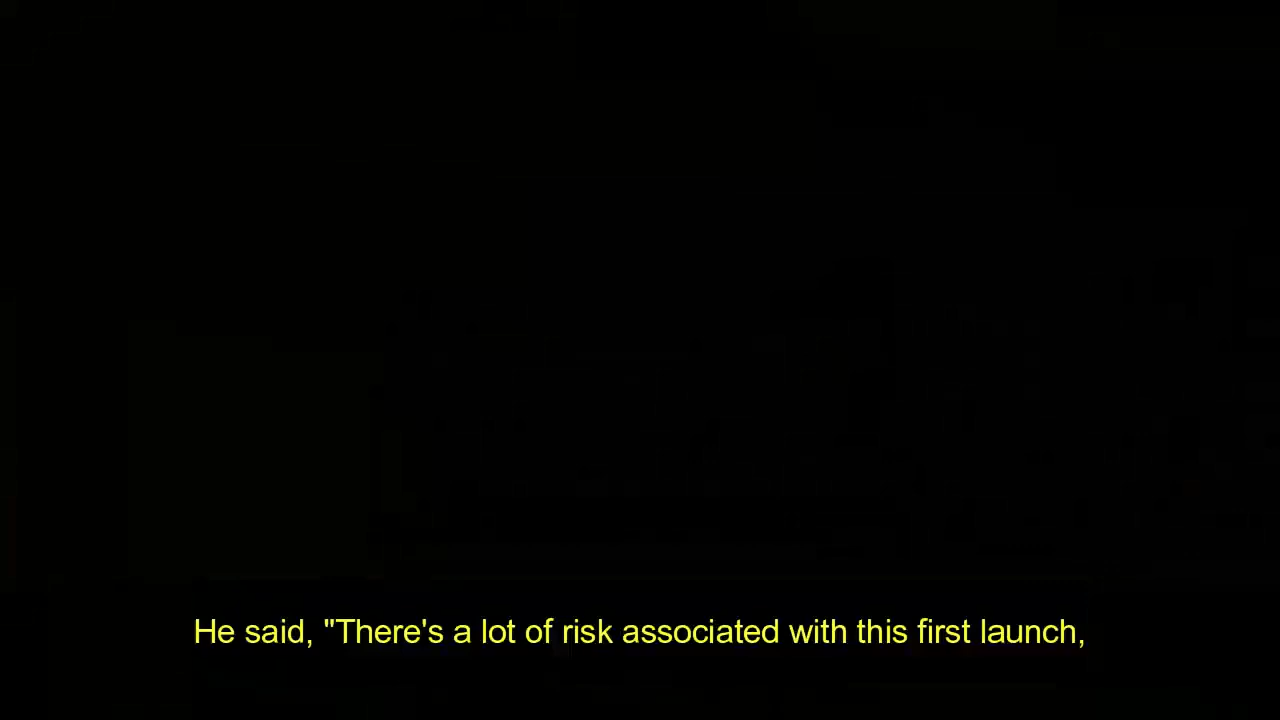 He said, "There's a lot of risk associated with this first launch,